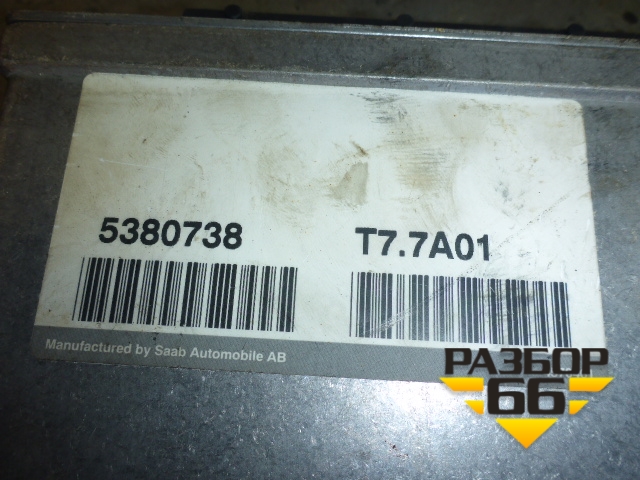 5380738
T7.7A01
Manufactured by Saab Automobile AB
РАЗБОР
66